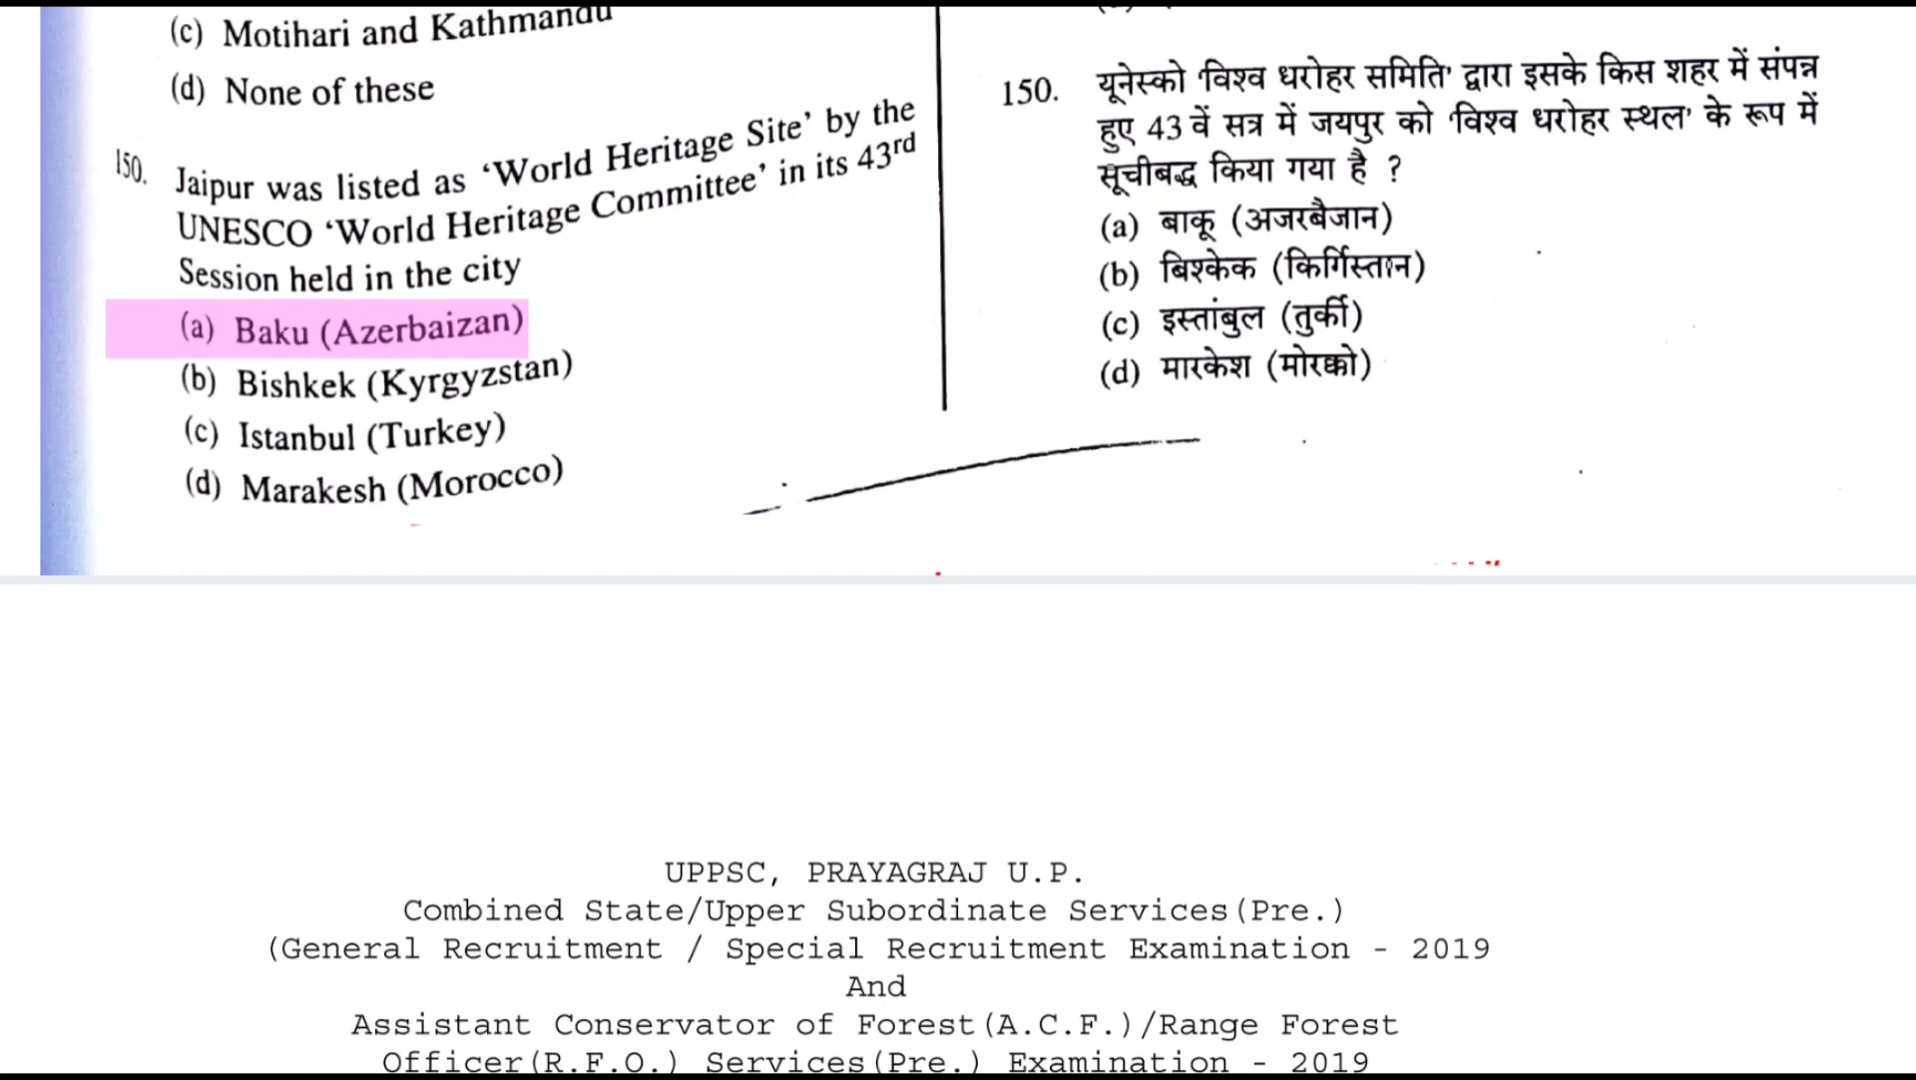 (c) Motihari and Kathmandu
(d) None of these
150. Jaipur was listed as ‘World Heritage Site’ by the
UNESCO ‘World Heritage Committee’ in its 43rd
Session held in the city
(a) Baku (Azerbaizan)
(b) Bishkek (Kyrgyzstan)
(c) Istanbul (Turkey)
(d) Marakesh (Morocco)
150. यूनेस्को ‘विश्व धरोहर समिति’ द्वारा इसके किस शहर में संपन्न
हुए 43 वें सत्र में जयपुर को ‘विश्व धरोहर स्थल’ के रूप में
सूचीबद्ध किया गया है ?
(a) बाकू (अजरबैजान)
(b) बिश्केक (किर्गिस्तान)
(c) इस्तांबुल (तुर्की)
(d) मारकेश (मोरक्को)
UPPSC, PRAYAGRAJ U.P.
Combined State/Upper Subordinate Services(Pre.)
(General Recruitment / Special Recruitment Examination - 2019
And
Assistant Conservator of Forest(A.C.F.)/Range Forest
Officer(R.F.O.) Services(Pre.) Examination - 2019